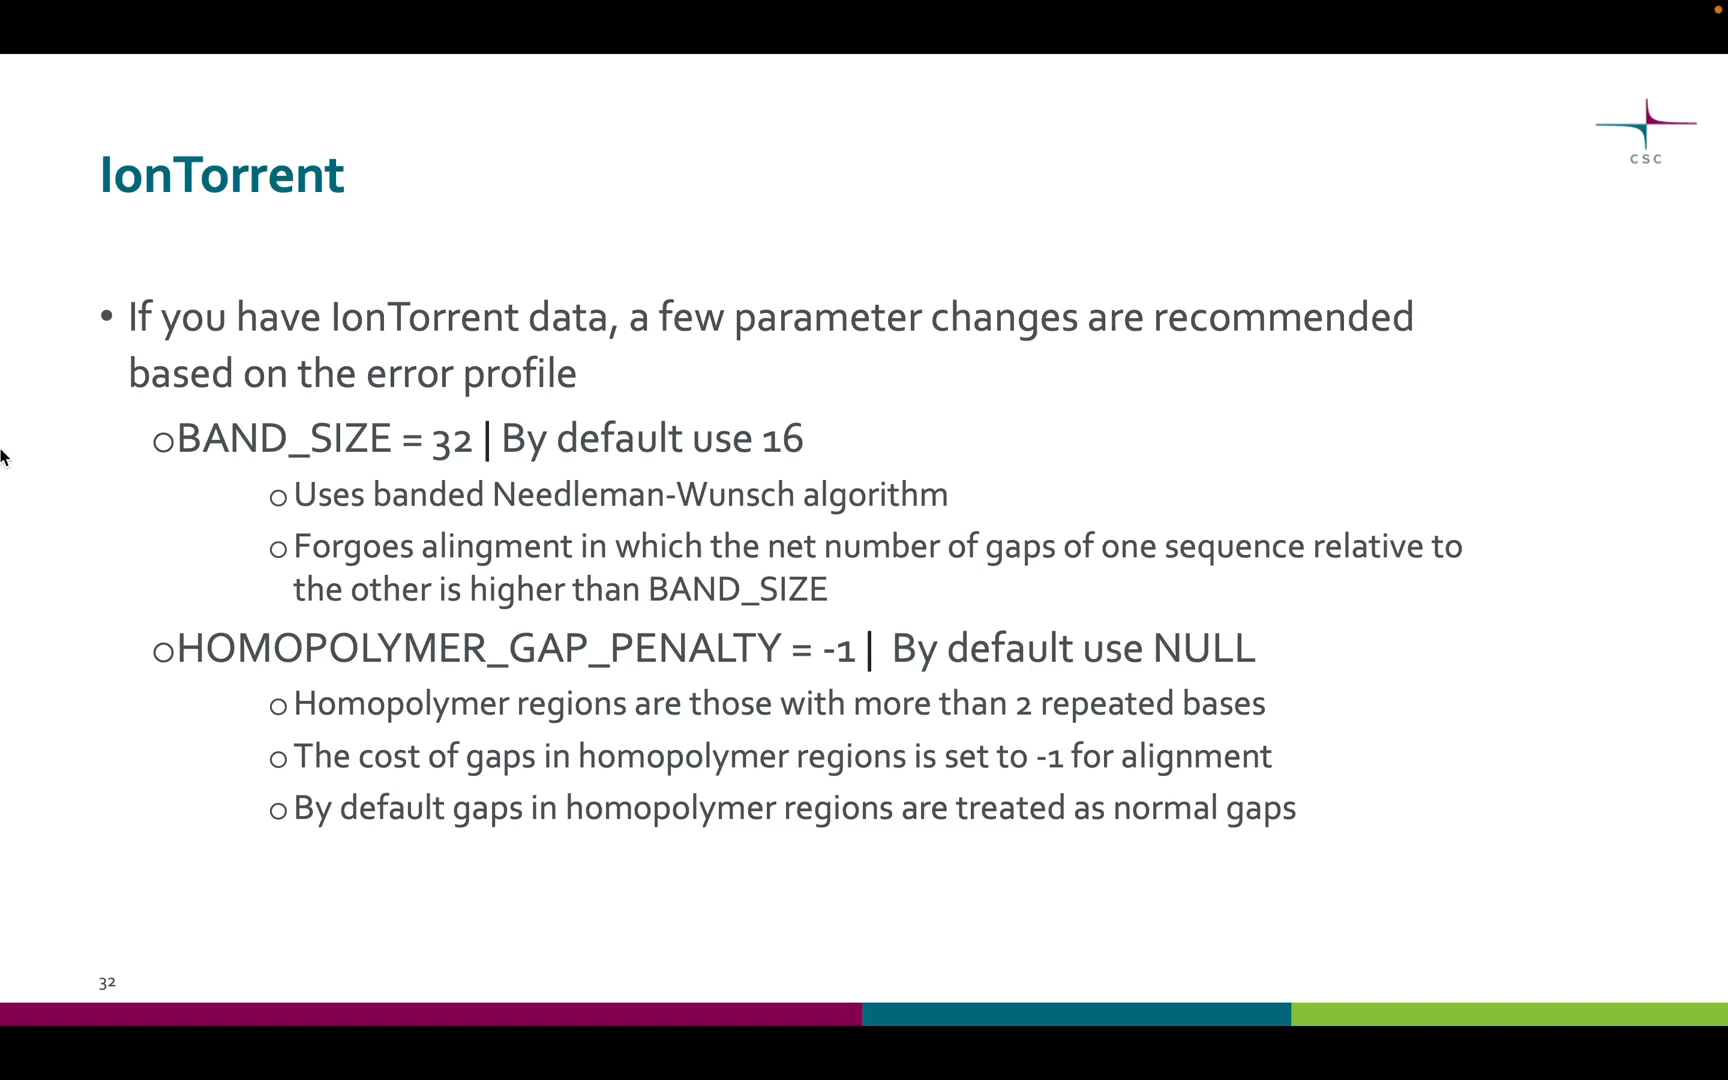 CSC
IonTorrent
• If you have IonTorrent data, a few parameter changes are recommended
based on the error profile
oBAND_SIZE = 32 | By default use 16
o Uses banded Needleman-Wunsch algorithm
o Forgoes alingment in which the net number of gaps of one sequence relative to
the other is higher than BAND_SIZE
oHOMOPOLYMER_GAP_PENALTY = -1 | By default use NULL
o Homopolymer regions are those with more than 2 repeated bases
o The cost of gaps in homopolymer regions is set to -1 for alignment
o By default gaps in homopolymer regions are treated as normal gaps
32